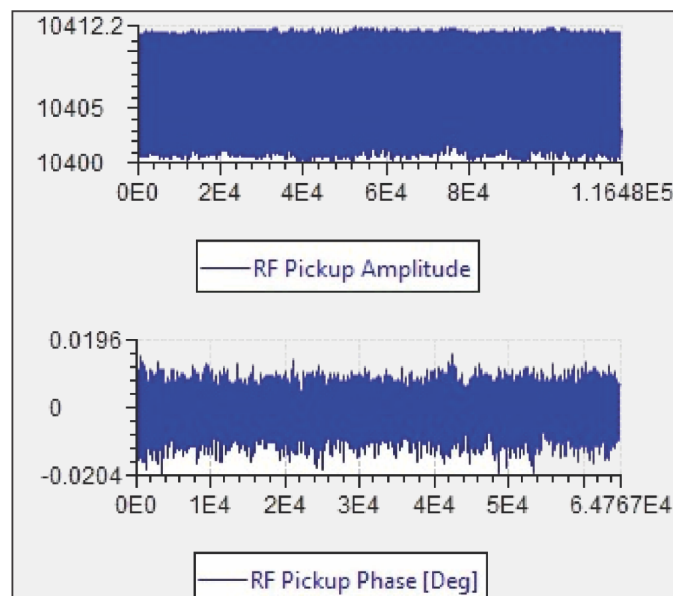 10412.2
10405
10400
0E0 2E4 4E4 6E4 8E4 1.1648E5
RF Pickup Amplitude
0.0196
0
-0.0204
0E0 1E4 2E4 3E4 4E4 5E4 6.4767E4
RF Pickup Phase [Deg]